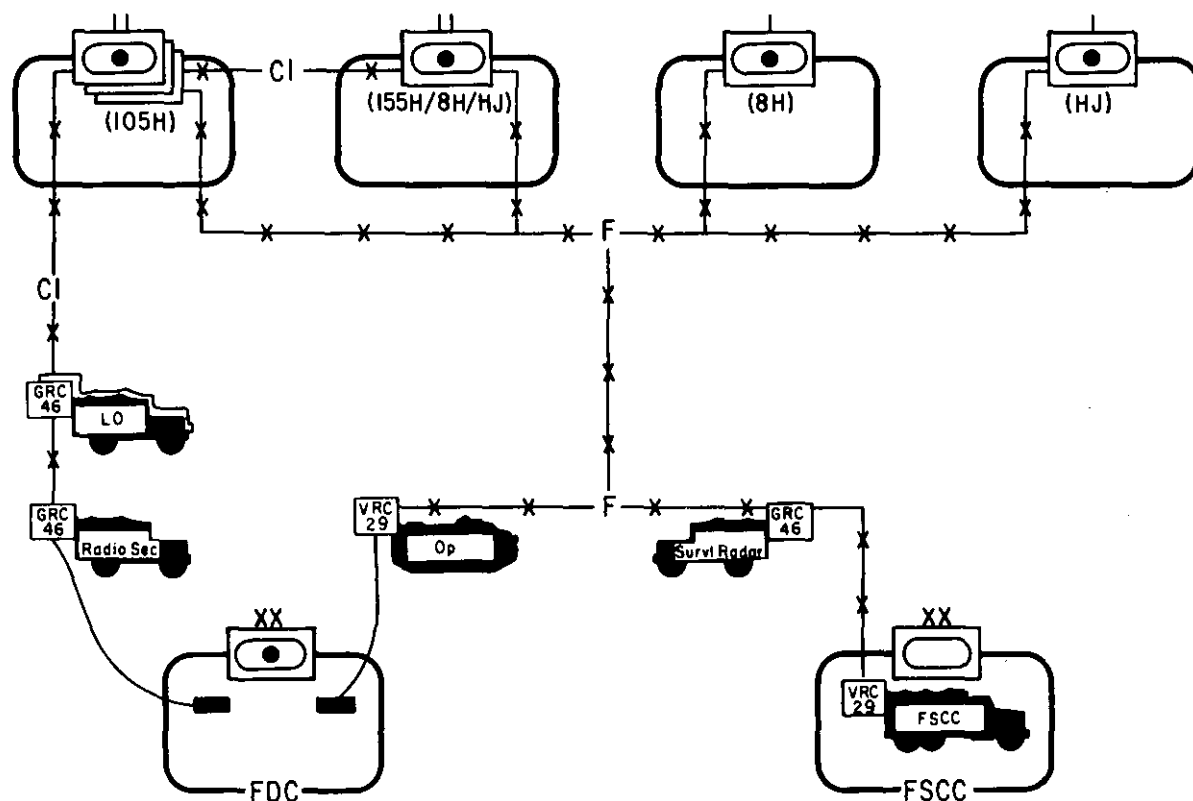 CI
(105H)
(155H/8H/HJ)
(8H)
(HJ)
F
CI
GRC
46
LO
GRC
46
Radio Sec
VRC
29
Op
F
GRC
46
Survl Radar
XX
XX
VRC
29
FSCC
FDC
FSCC